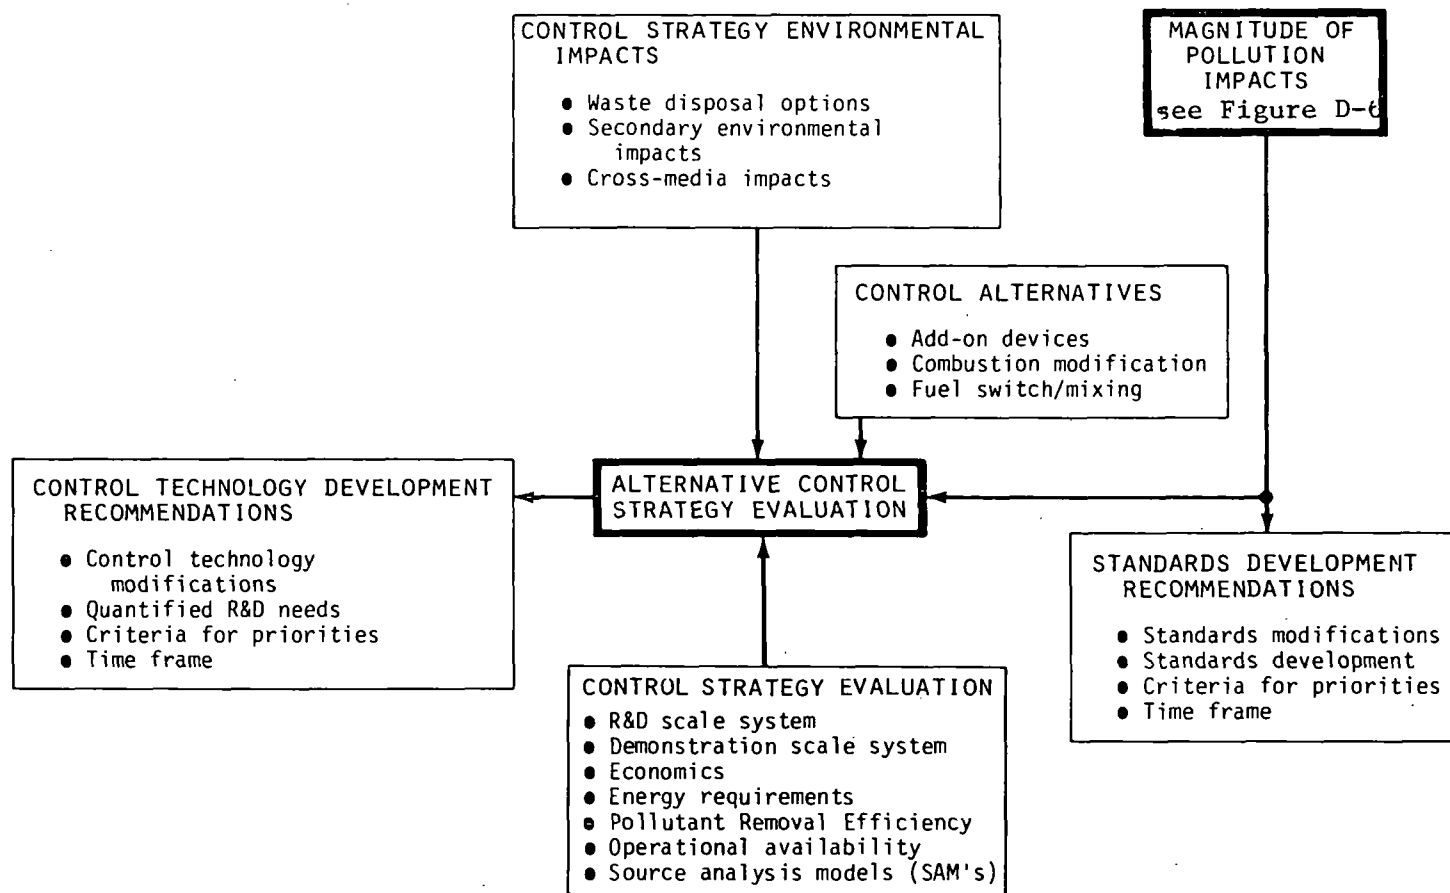 CONTROL STRATEGY ENVIRONMENTAL
IMPACTS
● Waste disposal options
● Secondary environmental
impacts
● Cross-media impacts
MAGNITUDE OF
POLLUTION
IMPACTS
see Figure D-6
CONTROL ALTERNATIVES
● Add-on devices
● Combustion modification
● Fuel switch/mixing
CONTROL TECHNOLOGY DEVELOPMENT
RECOMMENDATIONS
● Control technology
modifications
● Quantified R&D needs
● Criteria for priorities
● Time frame
ALTERNATIVE CONTROL
STRATEGY EVALUATION
STANDARDS DEVELOPMENT
RECOMMENDATIONS
● Standards modifications
● Standards development
● Criteria for priorities
● Time frame
CONTROL STRATEGY EVALUATION
● R&D scale system
● Demonstration scale system
● Economics
● Energy requirements
● Pollutant Removal Efficiency
● Operational availability
● Source analysis models (SAM's)